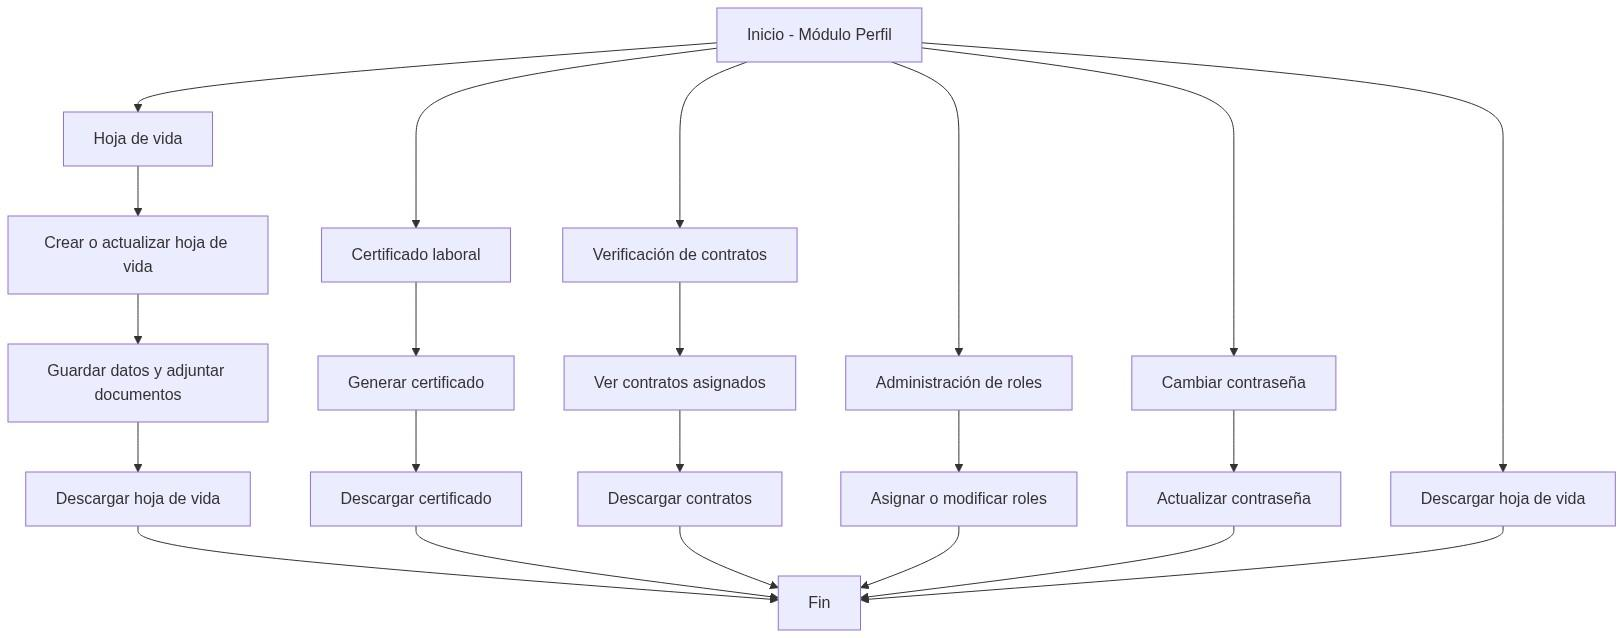 Inicio - Módulo Perfil
Hoja de vida
Crear o actualizar hoja de
vida
Certificado laboral
Verificación de contratos
Guardar datos y adjuntar
documentos
Generar certificado
Ver contratos asignados
Administración de roles
Cambiar contraseña
Descargar hoja de vida
Descargar certificado
Descargar contratos
Asignar o modificar roles
Actualizar contraseña
Descargar hoja de vida
Fin